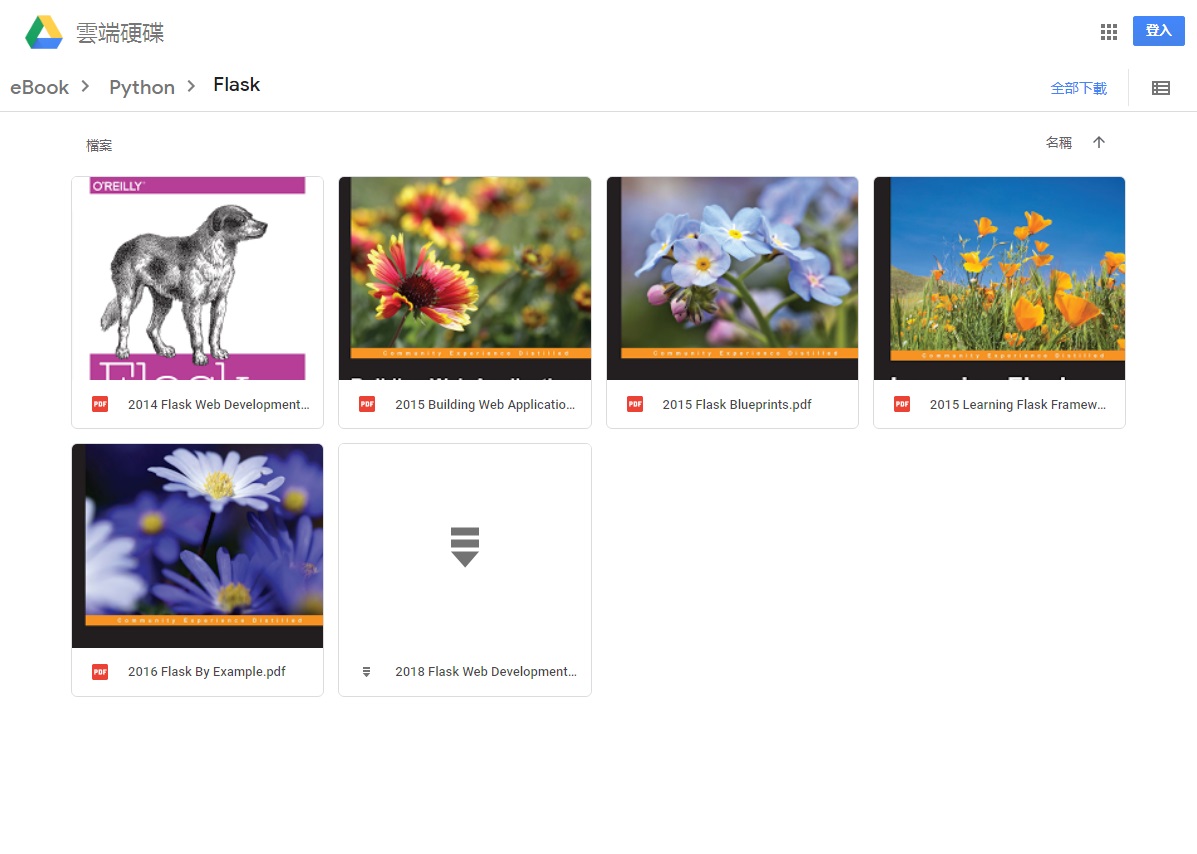 雲端硬碟
登入
eBook
Python
Flask
全部下載
檔案
名稱
O'REILLY
Flask
Community Experience Distilled
Community Experience Distilled
Community Experience Distilled
PDF
2014 Flask Web Development...
PDF
2015 Building Web Applicatio...
PDF
2015 Flask Blueprints.pdf
PDF
2015 Learning Flask Framew...
Community Experience Distilled
PDF
2016 Flask By Example.pdf
2018 Flask Web Development...